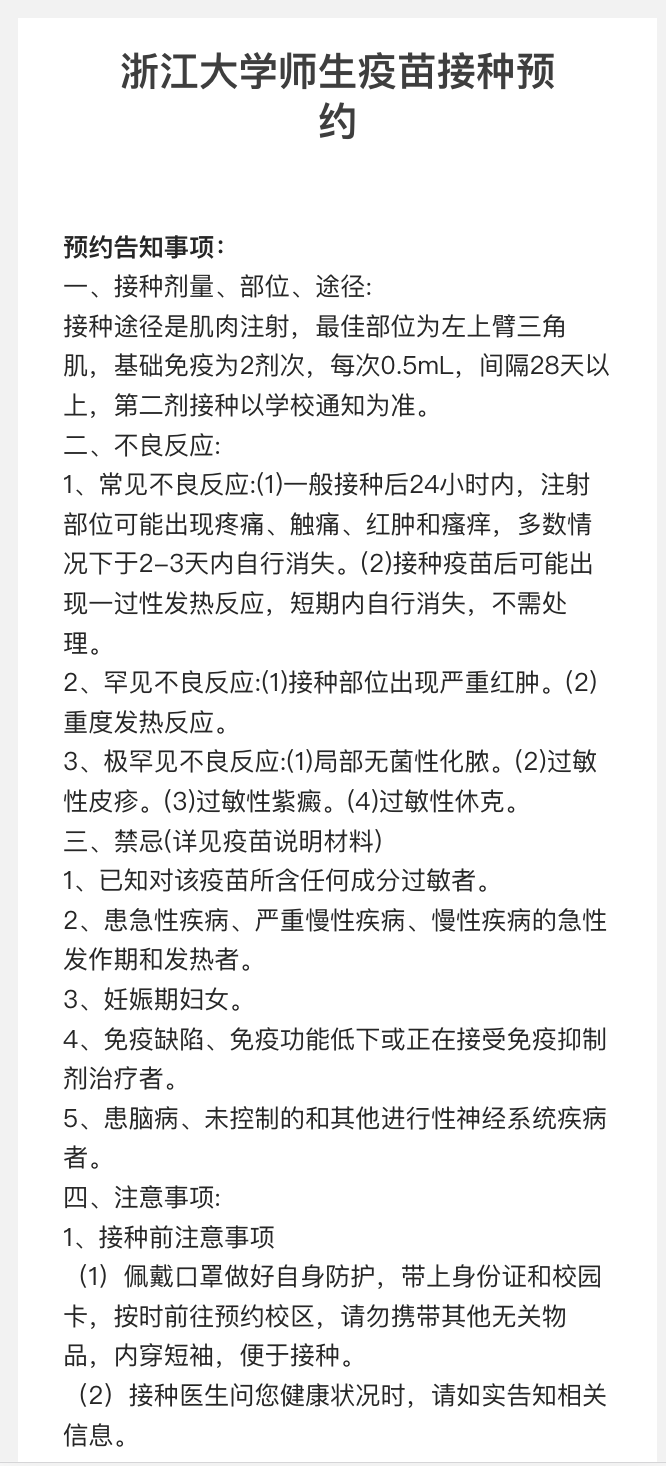 浙江大学师生疫苗接种预
约
预约告知事项：
一、接种剂量、部位、途径:
接种途径是肌肉注射，最佳部位为左上臂三角
肌，基础免疫为2剂次，每次0.5mL，间隔28天以
上，第二剂接种以学校通知为准。
二、不良反应:
1、常见不良反应:(1)一般接种后24小时内，注射
部位可能出现疼痛、触痛、红肿和瘙痒，多数情
况下于2-3天内自行消失。(2)接种疫苗后可能出
现一过性发热反应，短期内自行消失，不需处
理。
2、罕见不良反应:(1)接种部位出现严重红肿。(2)
重度发热反应。
3、极罕见不良反应:(1)局部无菌性化脓。(2)过敏
性皮疹。(3)过敏性紫癜。(4)过敏性休克。
三、禁忌(详见疫苗说明材料)
1、已知对该疫苗所含任何成分过敏者。
2、患急性疾病、严重慢性疾病、慢性疾病的急性
发作期和发热者。
3、妊娠期妇女。
4、免疫缺陷、免疫功能低下或正在接受免疫抑制
剂治疗者。
5、患脑病、未控制的和其他进行性神经系统疾病
者。
四、注意事项:
1、接种前注意事项
（1）佩戴口罩做好自身防护，带上身份证和校园
卡，按时前往预约校区，请勿携带其他无关物
品，内穿短袖，便于接种。
（2）接种医生问您健康状况时，请如实告知相关
信息。